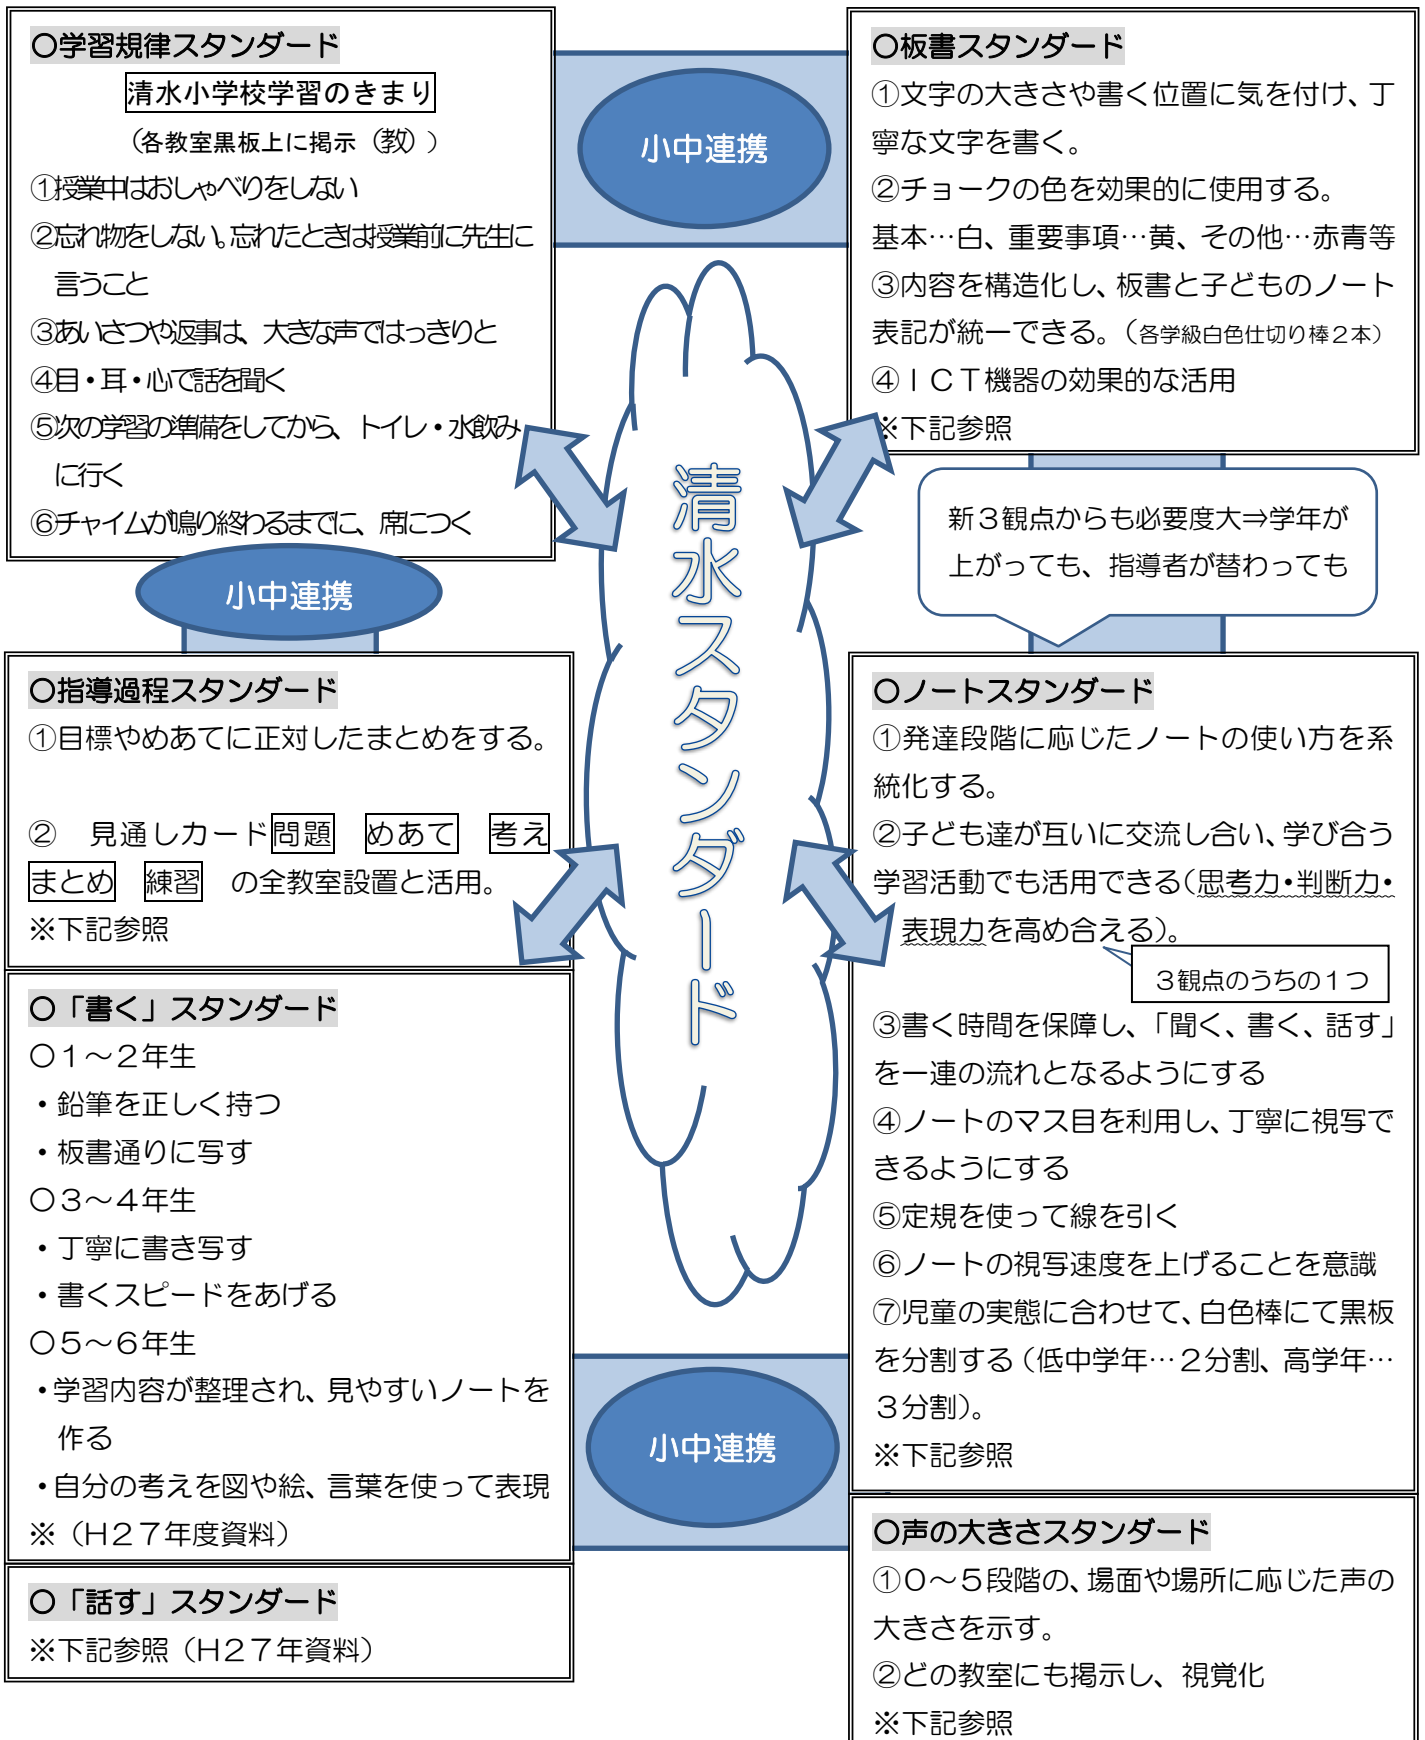 〇学習規律スタンダード
清水小学校学習のきまり
（各教室黒板上に掲示（教））
①授業中はおしゃべりをしない
②忘れ物をしない。忘れたときは授業前に先生に
言うこと
③あいさつや返事は、大きな声ではっきりと
④目・耳・心で話を聞く
⑤次の学習の準備をしてから、トイレ・水飲み
に行く
⑥チャイムが鳴り終わるまでに、席につく
小中連携
〇板書スタンダード
①文字の大きさや書く位置に気を付け、丁
寧な文字を書く。
②チョークの色を効果的に使用する。
基本…白、重要事項…黄、その他…赤青等
③内容を構造化し、板書と子どものノート
表記が統一できる。（各学級白色仕切り棒２本）
④ＩＣＴ機器の効果的な活用
※下記参照
新３観点からも必要度大⇒学年が
上がっても、指導者が替わっても
清水スタンダード
小中連携
〇指導過程スタンダード
①目標やめあてに正対したまとめをする。
②　見通しカード問題　めあて　考え
まとめ　練習　の全教室設置と活用。
※下記参照
〇「書く」スタンダード
〇１～２年生
・鉛筆を正しく持つ
・板書通りに写す
〇３～４年生
・丁寧に書き写す
・書くスピードをあげる
〇５～６年生
・学習内容が整理され、見やすいノートを
作る
・自分の考えを図や絵、言葉を使って表現
※（Ｈ２７年度資料）
〇「話す」スタンダード
※下記参照（Ｈ２７年資料）
小中連携
〇ノートスタンダード
①発達段階に応じたノートの使い方を系
統化する。
②子ども達が互いに交流し合い、学び合う
学習活動でも活用できる（思考力・判断力・
表現力を高め合える）。
３観点のうちの１つ
③書く時間を保障し、「聞く、書く、話す」
を一連の流れとなるようにする
④ノートのマス目を利用し、丁寧に視写で
きるようにする
⑤定規を使って線を引く
⑥ノートの視写速度を上げることを意識
⑦児童の実態に合わせて、白色棒にて黒板
を分割する（低中学年…２分割、高学年…
３分割）。
※下記参照
〇声の大きさスタンダード
①０～５段階の、場面や場所に応じた声の
大きさを示す。
②どの教室にも掲示し、視覚化
※下記参照